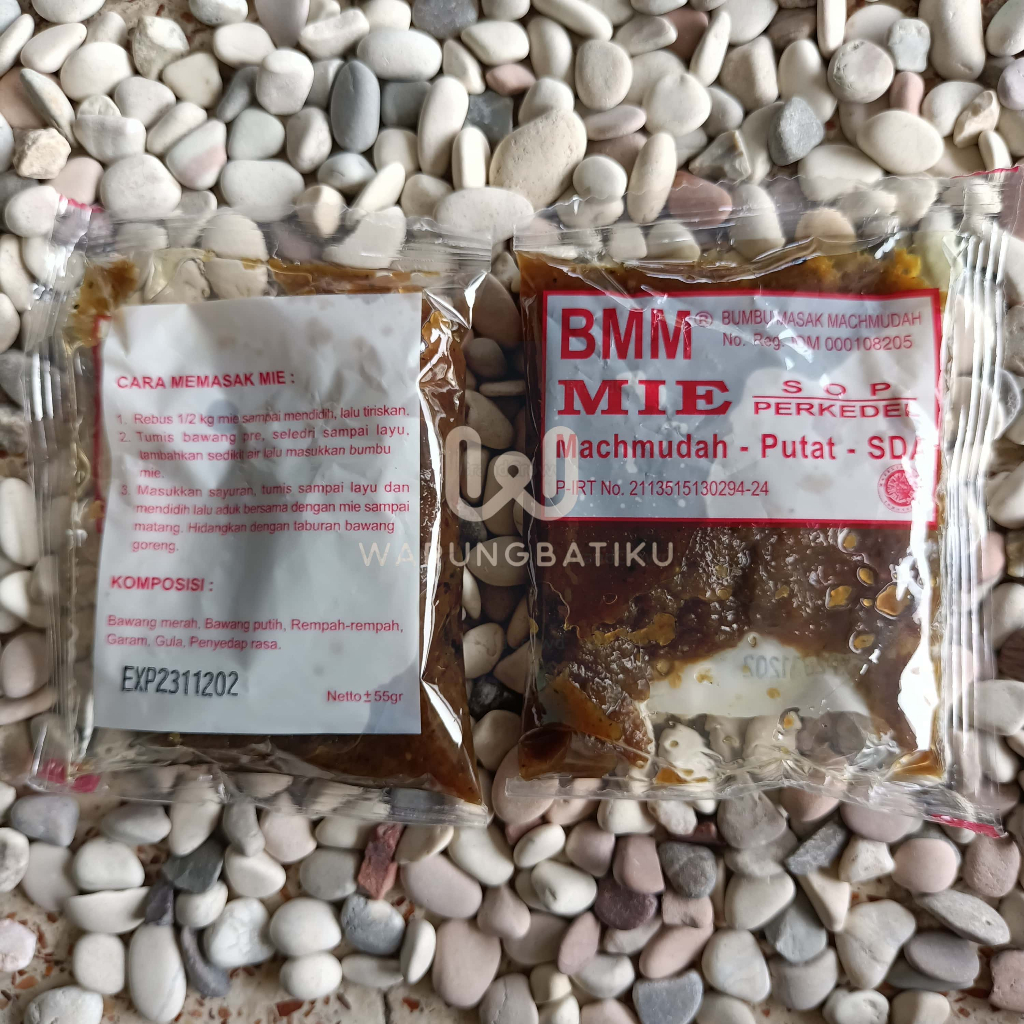 CARA MEMASAK MIE :
1. Rebus 1/2 kg mie sampai mendidih, lalu tiriskan.
2. Tumis bawang pre, seledri sampai layu,
tambahkan sedikit air lalu masukkan bumbu
mie.
3. Masukkan sayuran, tumis sampai layu dan
mendidih lalu aduk bersama dengan mie sampai
matang. Hidangkan dengan taburan bawang
goreng.
KOMPOSISI :
Bawang merah, Bawang putih, Rempah-rempah,
Garam, Gula, Penyedap rasa.
EXP2311202
Netto ± 55gr
BMM® BUMBU MASAK MACHMUDAH
No. Reg. IDM 000108205
MIE SOP
PERKEDEL
Machmudah - Putat - SDA
P-IRT No. 2113515130294-24
WARUNGBATIKU